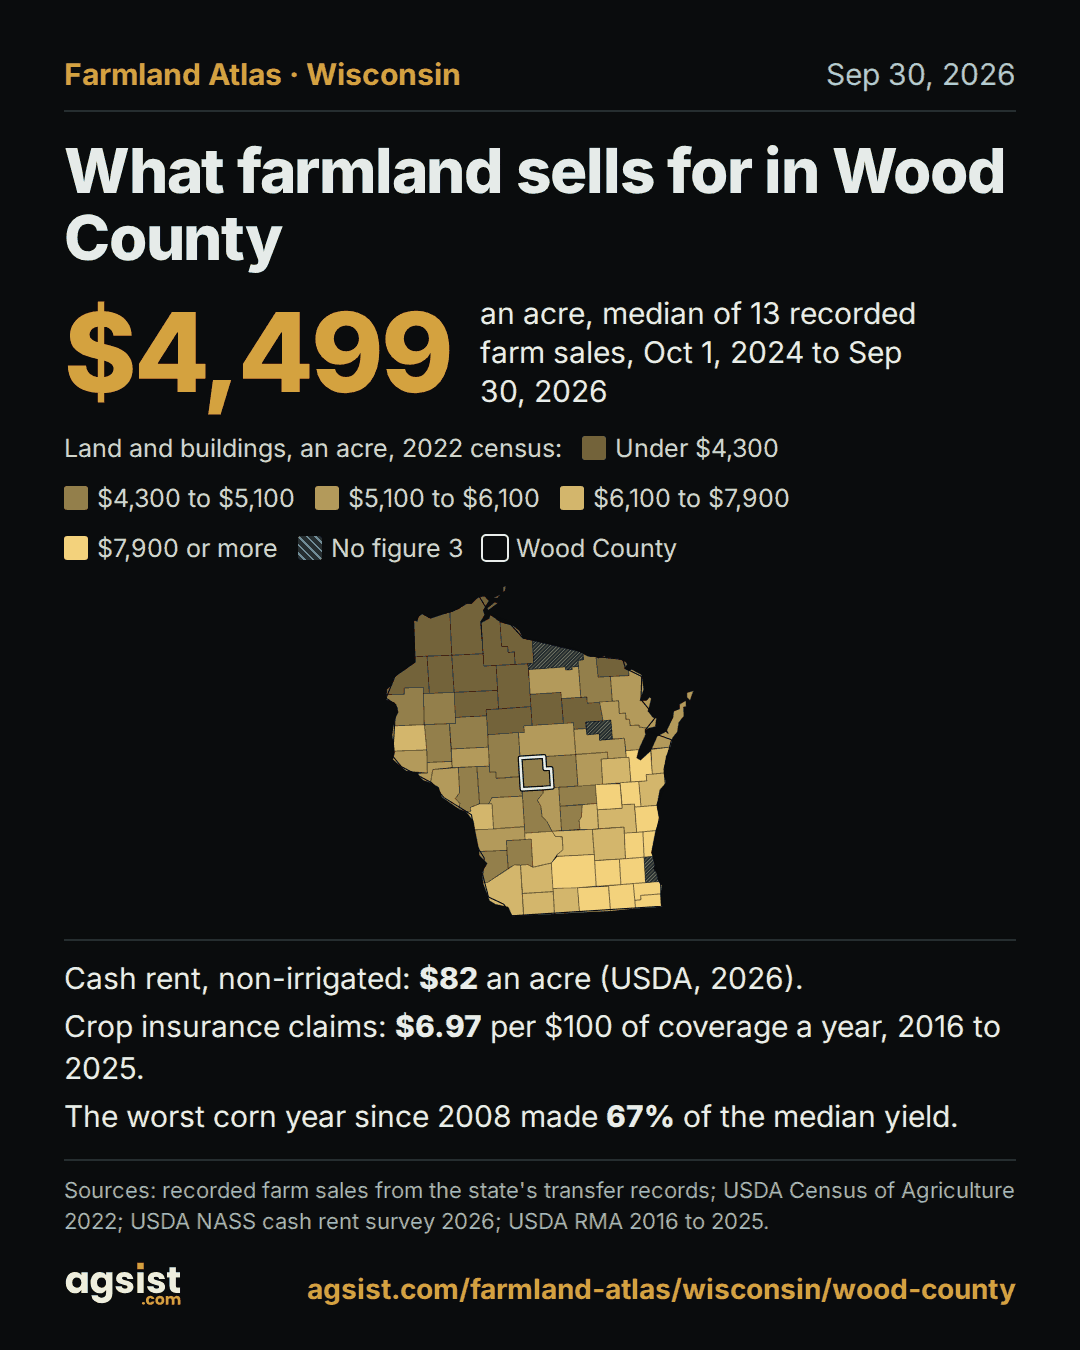 Farmland Atlas · Wisconsin
Sep 30, 2026
What farmland sells for in Wood
County
$4,499
an acre, median of 13 recorded
farm sales, Oct 1, 2024 to Sep
30, 2026
Land and buildings, an acre, 2022 census: Under $4,300
$4,300 to $5,100 $5,100 to $6,100 $6,100 to $7,900
$7,900 or more No figure 3 Wood County
Cash rent, non-irrigated: $82 an acre (USDA, 2026).
Crop insurance claims: $6.97 per $100 of coverage a year, 2016 to
2025.
The worst corn year since 2008 made 67% of the median yield.
Sources: recorded farm sales from the state's transfer records; USDA Census of Agriculture
2022; USDA NASS cash rent survey 2026; USDA RMA 2016 to 2025.
agsist
.com
agsist.com/farmland-atlas/wisconsin/wood-county